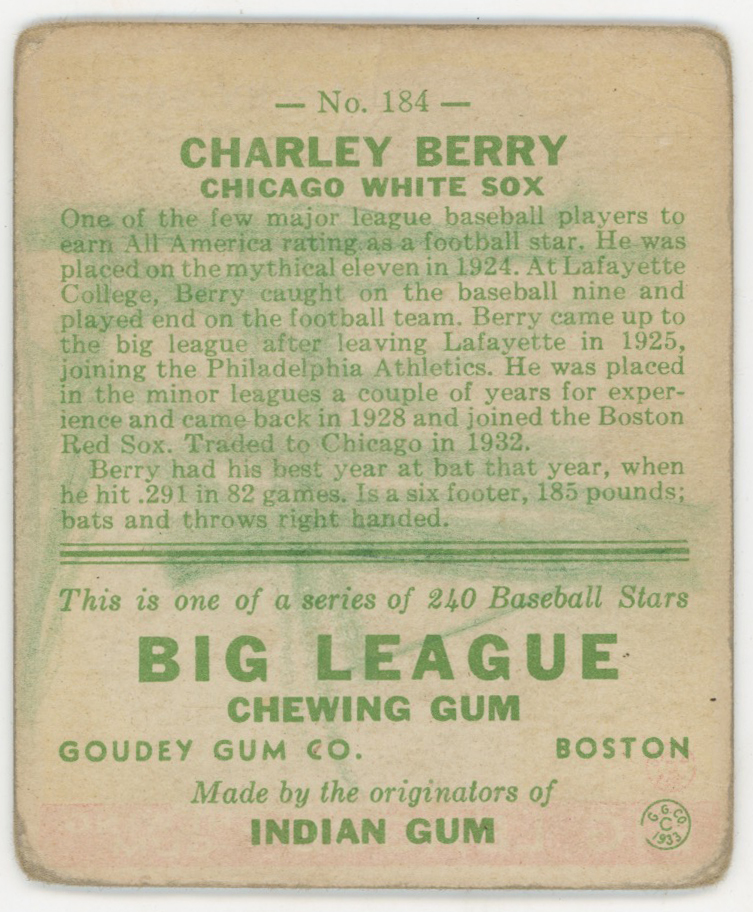 — No. 184 —
CHARLEY BERRY
CHICAGO WHITE SOX
One of the few major league baseball players to
earn All America rating as a football star. He was
placed on the mythical eleven in 1924. At Lafayette
College, Berry caught on the baseball nine and
played end on the football team. Berry came up to
the big league after leaving Lafayette in 1925,
joining the Philadelphia Athletics. He was placed
in the minor leagues a couple of years for exper-
ience and came back in 1928 and joined the Boston
Red Sox. Traded to Chicago in 1932.
Berry had his best year at bat that year, when
he hit .291 in 82 games. Is a six footer, 185 pounds;
bats and throws right handed.
This is one of a series of 240 Baseball Stars
BIG LEAGUE
CHEWING GUM
GOUDEY GUM CO. BOSTON
Made by the originators of
INDIAN GUM
G.G.CO.
C
1933